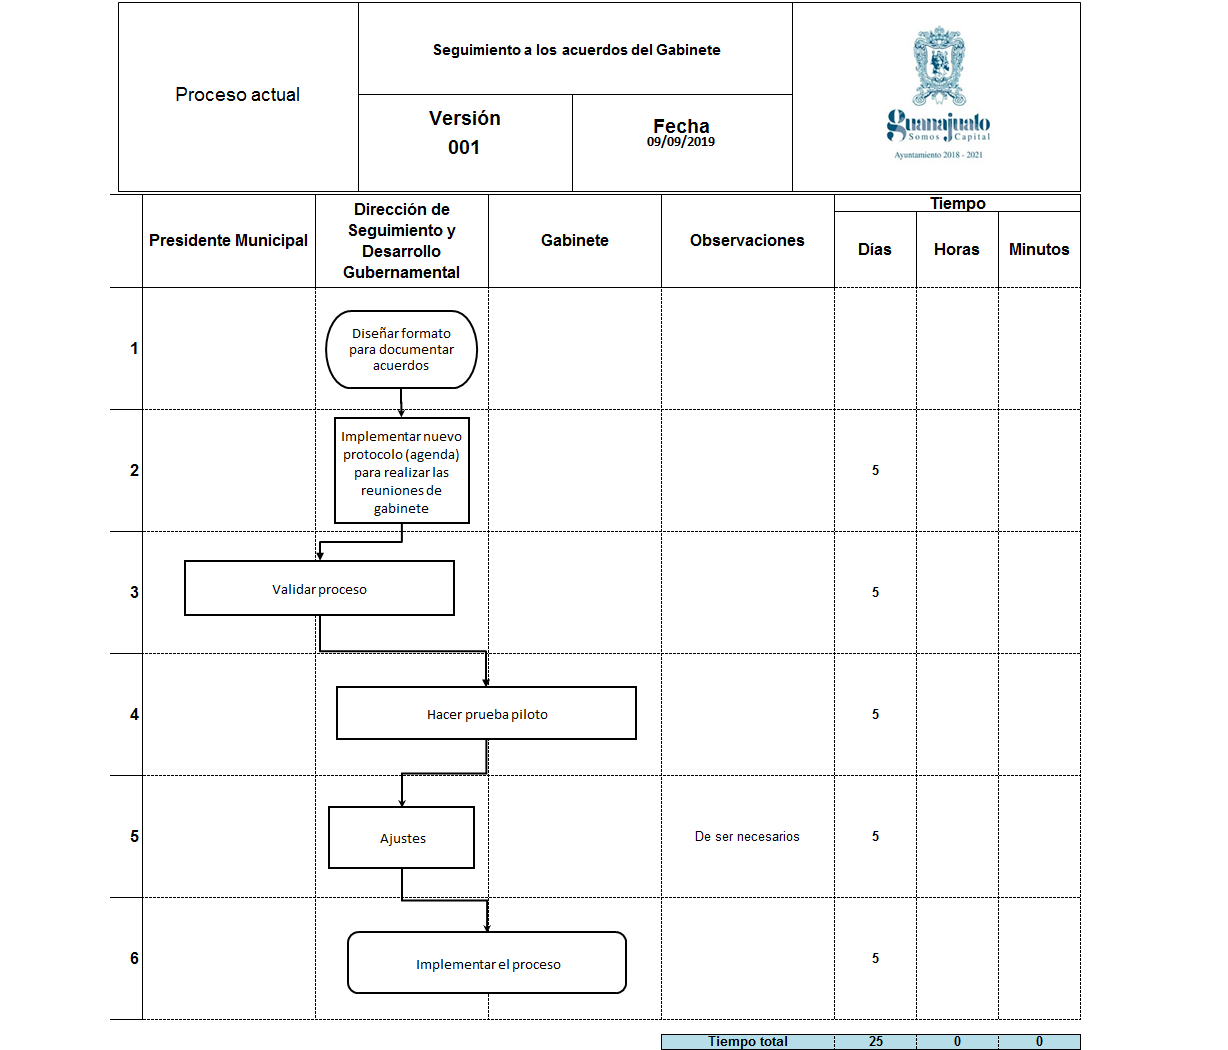 Proceso actual
Seguimiento a los acuerdos del Gabinete
Versión
001
Fecha
09/09/2019
Guanajuato
Somos Capital
Ayuntamiento 2018 - 2021
Presidente Municipal
Dirección de
Seguimiento y
Desarrollo
Gubernamental
Gabinete
Observaciones
Tiempo
Días
Horas
Minutos
1
Diseñar formato
para documentar
acuerdos
2
Implementar nuevo
protocolo (agenda)
para realizar las
reuniones de
gabinete
5
3
Validar proceso
5
4
Hacer prueba piloto
5
5
Ajustes
De ser necesarios
5
6
Implementar el proceso
5
Tiempo total
25
0
0